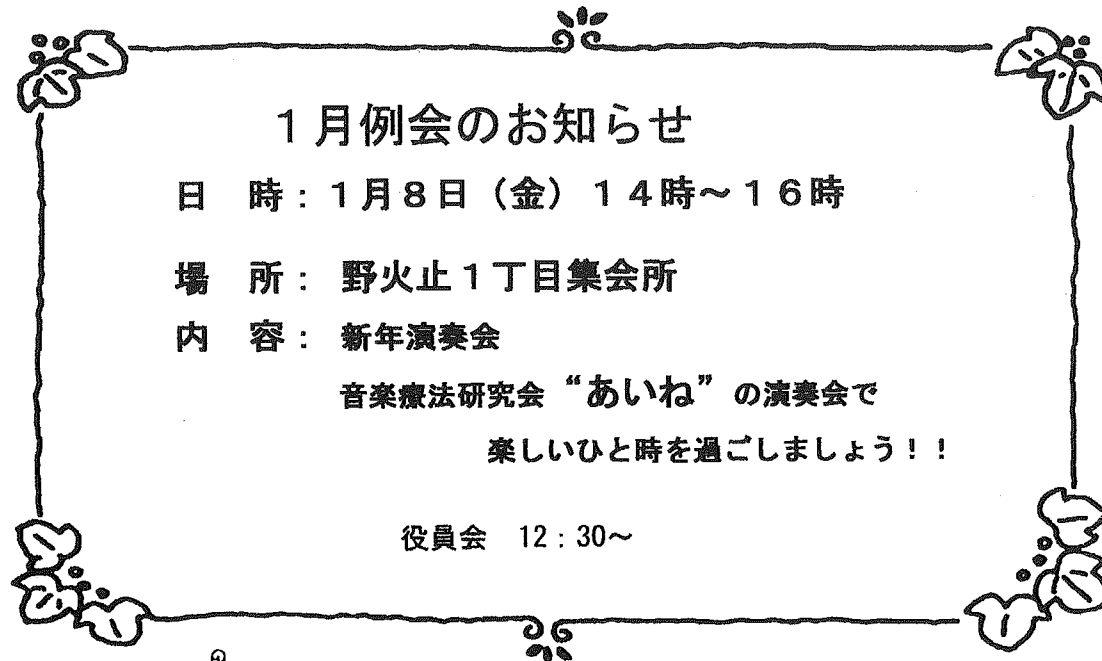 １月例会のお知らせ
日　時：１月８日（金）１４時～１６時
場　所：野火止１丁目集会所
内　容：新年演奏会
音楽療法研究会“あいね”の演奏会で
楽しいひと時を過ごしましょう！！
役員会　12：30～